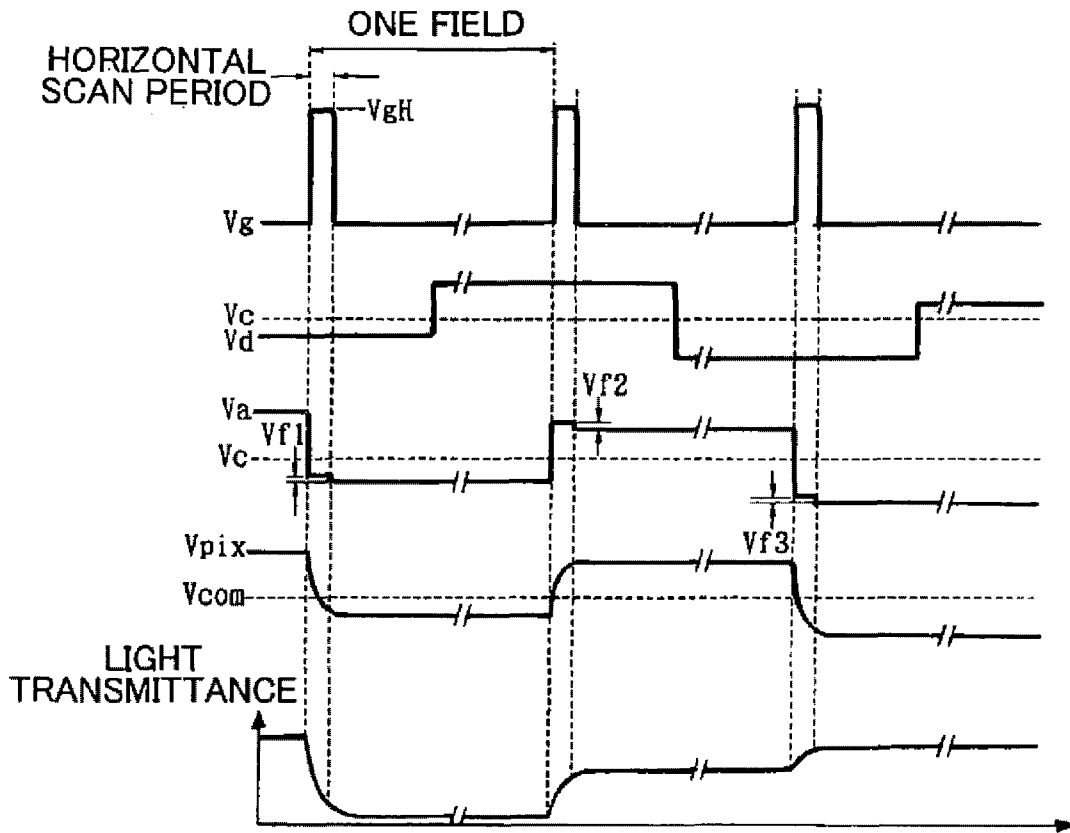 ONE FIELD
HORIZONTAL
SCAN PERIOD
VgH
Vg
Vc
Vd
Vf2
Va
Vf1
Vc
Vf3
Vpix
Vcom
LIGHT
TRANSMITTANCE